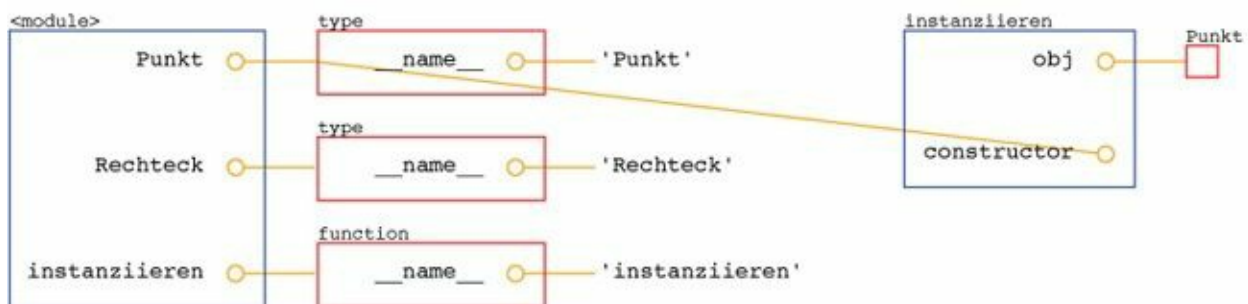 <module>
Punkt
Rechteck
instanziieren
type
__name__
'Punkt'
type
__name__
'Rechteck'
function
__name__
'instanziieren'
instanziieren
obj
constructor
Punkt